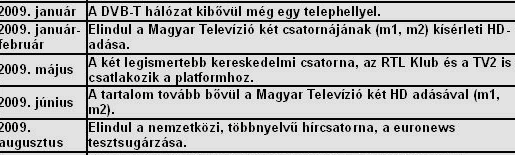 2009. január A DVB-T hálózat kibővül még egy telephellyel.
2009. január- Elindul a Magyar Televízió két csatornájának (m1, m2) kísérleti HD-
február adása.
2009. május A két legismertebb kereskedelmi csatorna, az RTL Klub és a TV2 is
csatlakozik a platformhoz.
2009. június A tartalom tovább bővül a Magyar Televízió két HD adásával (m1,
m2).
2009. Elindul a nemzetközi, többnyelvű hírcsatorna, a euronews
augusztus tesztsugárzása.